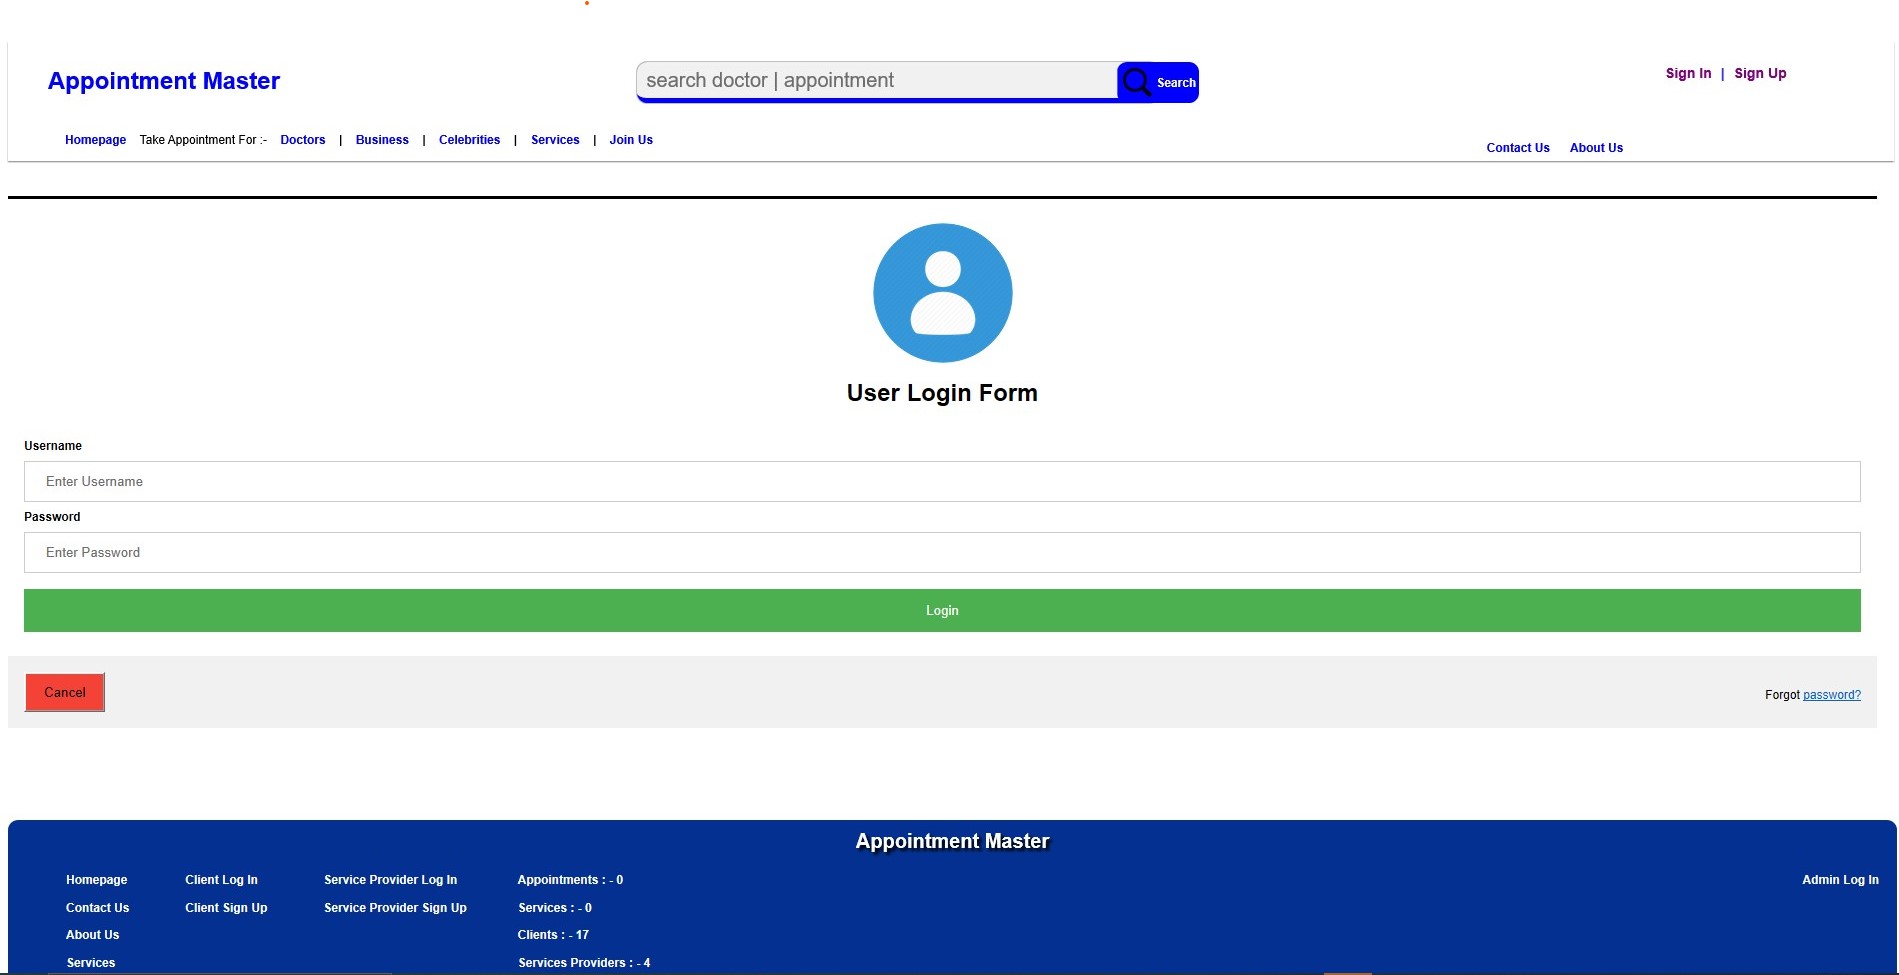 Appointment Master
search doctor | appointment
Search
Sign In | Sign Up
Homepage Take Appointment For :- Doctors | Business | Celebrities | Services | Join Us
Contact Us About Us
User Login Form
Username
Enter Username
Password
Enter Password
Login
Cancel
Forgot password?
Appointment Master
Homepage Client Log In Service Provider Log In Appointments : - 0 Admin Log In
Contact Us Client Sign Up Service Provider Sign Up Services : - 0
About Us Clients : - 17
Services Services Providers : - 4